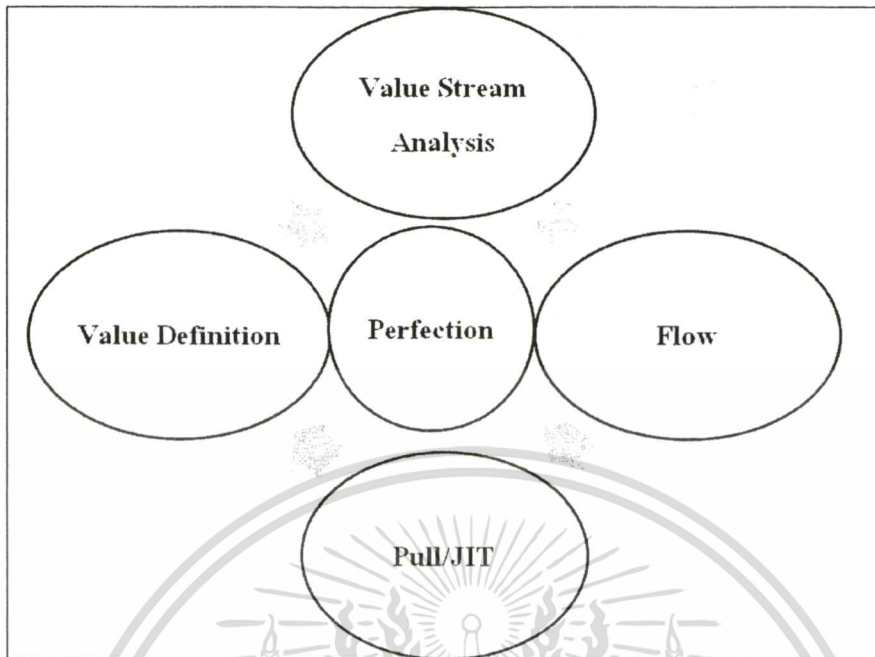 Value Stream
Analysis
Value Definition
Perfection
Flow
Pull/JIT